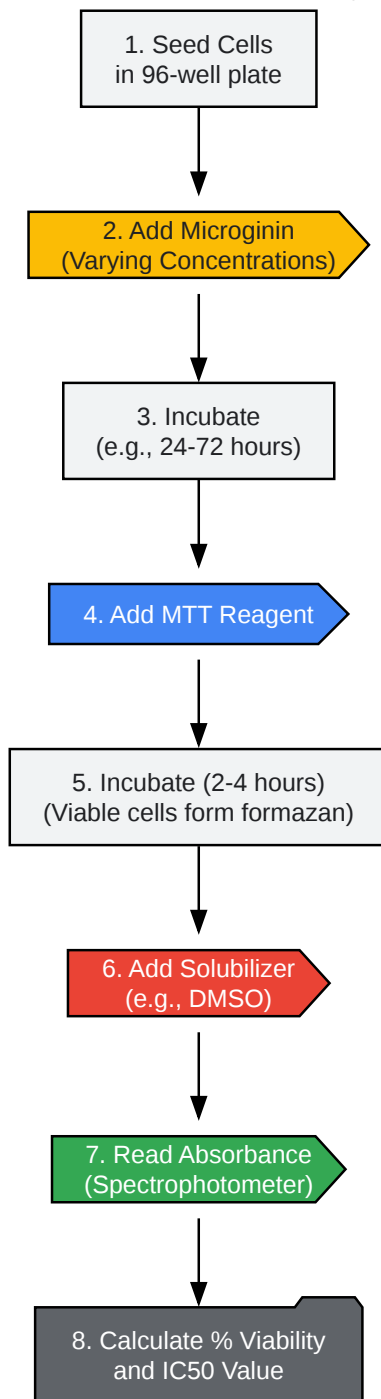 1. Seed Cells
in 96-well plate
2. Add Microginin
(Varying Concentrations)
3. Incubate
(e.g., 24-72 hours)
4. Add MTT Reagent
5. Incubate (2-4 hours)
(Viable cells form formazan)
6. Add Solubilizer
(e.g., DMSO)
7. Read Absorbance
(Spectrophotometer)
8. Calculate % Viability
and IC50 Value